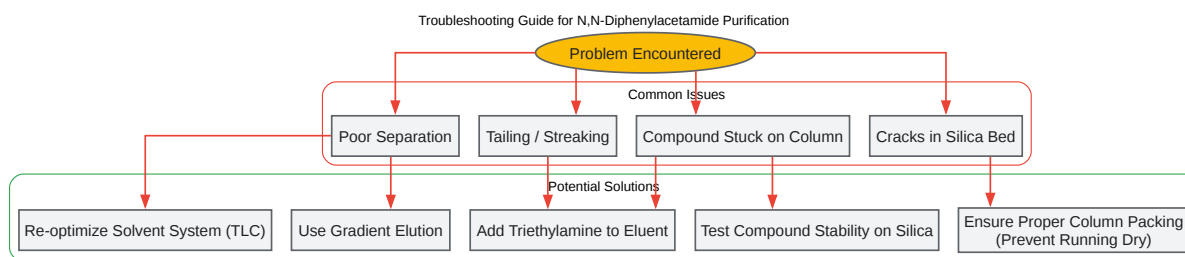 Troubleshooting Guide for N,N-Diphenylacetamide Purification
Problem Encountered
Common Issues
Poor Separation
Tailing / Streaking
Compound Stuck on Column
Cracks in Silica Bed
Potential Solutions
Re-optimize Solvent System (TLC)
Use Gradient Elution
Add Triethylamine to Eluent
Test Compound Stability on Silica
Ensure Proper Column Packing
(Prevent Running Dry)